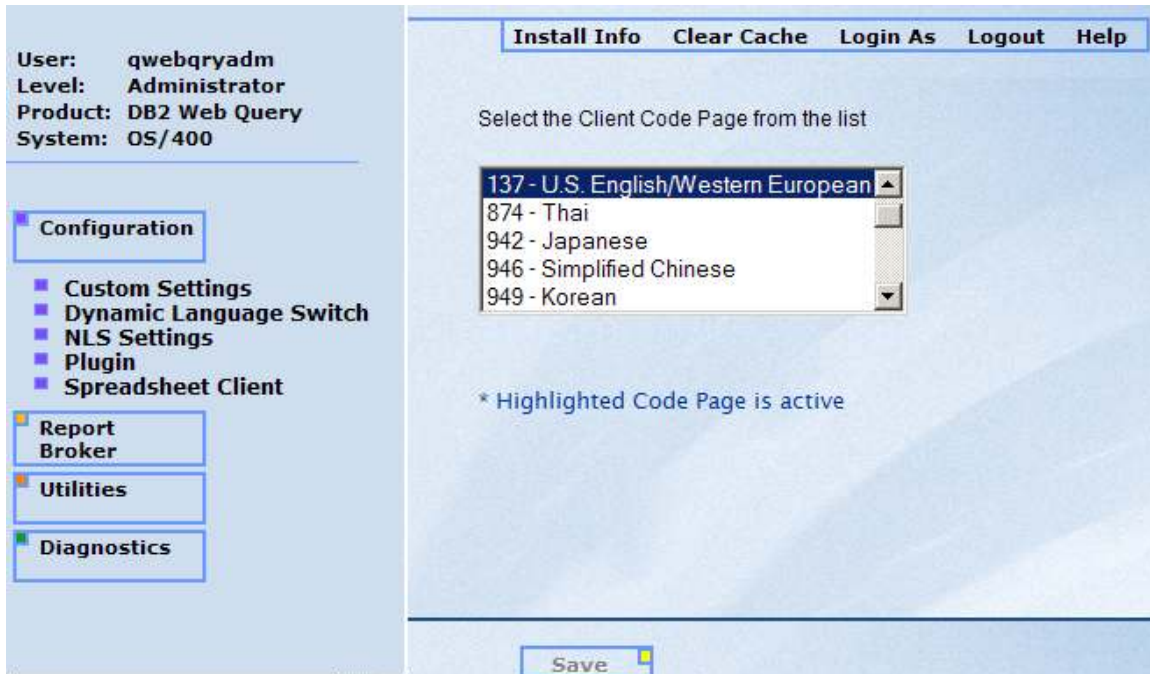 User: qwebqryadm
Level: Administrator
Product: DB2 Web Query
System: OS/400
Configuration
Custom Settings
Dynamic Language Switch
NLS Settings
Plugin
Spreadsheet Client
Report
Broker
Utilities
Diagnostics
Install Info Clear Cache Login As Logout Help
Select the Client Code Page from the list
137 - U.S. English/Western European
874 - Thai
942 - Japanese
946 - Simplified Chinese
949 - Korean
* Highlighted Code Page is active
Save